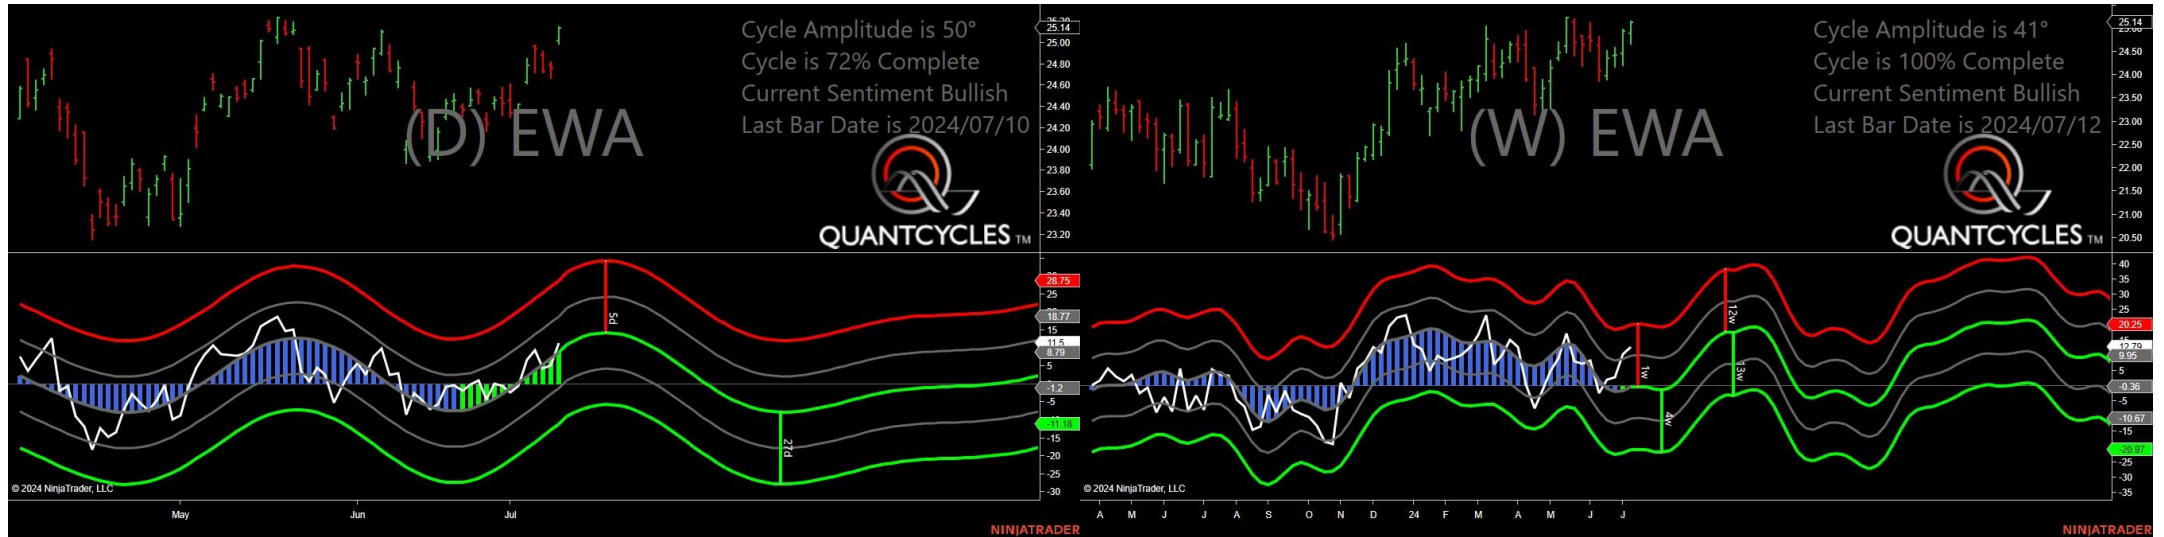 Cycle Amplitude is 50°
Cycle is 72% Complete
Current Sentiment Bullish
Last Bar Date is 2024/07/10
(D) EWA
QUANTCYCLES TM
25.14
25.00
24.80
24.60
24.40
24.20
24.00
23.80
23.60
23.40
23.20
28.75
25
18.77
15
11.5
8.79
5
-1.2
-5
-11.18
-15
-20
-25
-30
5d
27d
© 2024 NinjaTrader, LLC
May
Jun
Jul
NINJATRADER
Cycle Amplitude is 41°
Cycle is 100% Complete
Current Sentiment Bullish
Last Bar Date is 2024/07/12
(W) EWA
QUANTCYCLES TM
25.14
24.50
24.00
23.50
23.00
22.50
22.00
21.50
21.00
20.50
40
35
30
25
20.25
12.79
9.95
5
-0.36
-5
-10.67
-15
-20.97
-25
-30
-35
1w
4w
12w
13w
© 2024 NinjaTrader, LLC
A
M
J
J
A
S
O
N
D
24
M
A
M
J
J
NINJATRADER